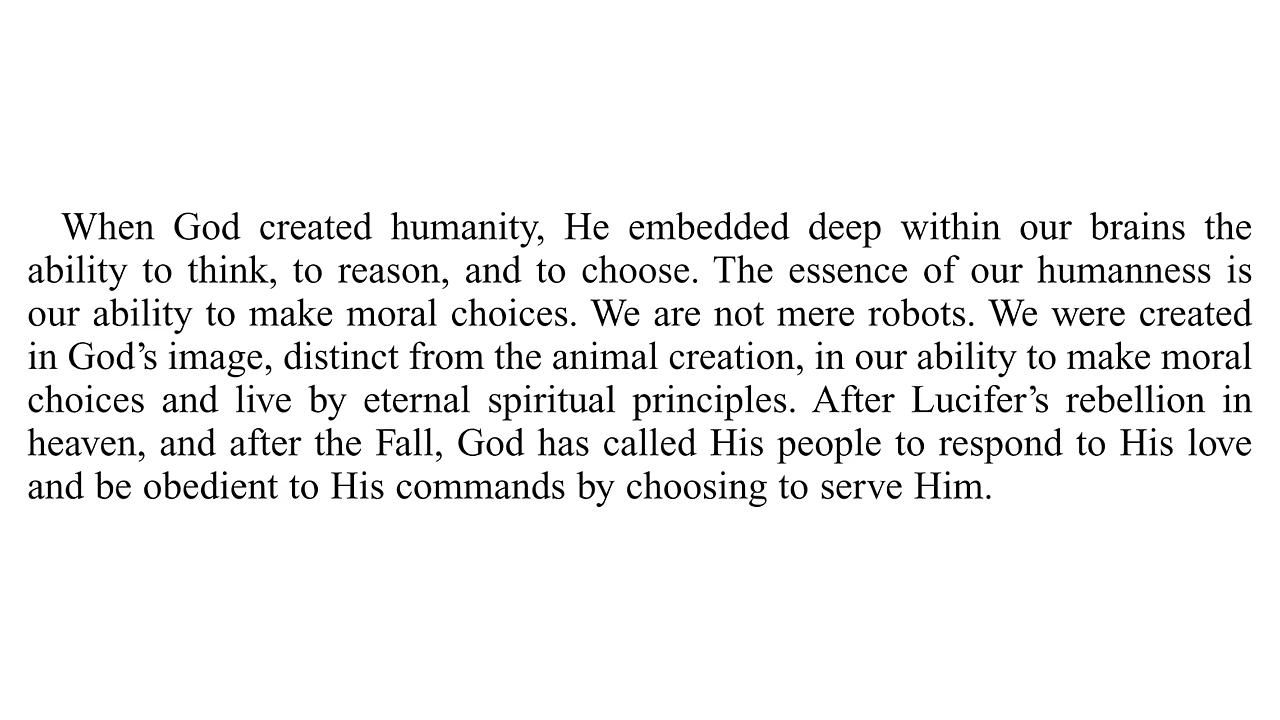 When God created humanity, He embedded deep within our brains the
ability to think, to reason, and to choose. The essence of our humanness is
our ability to make moral choices. We are not mere robots. We were created
in God’s image, distinct from the animal creation, in our ability to make moral
choices and live by eternal spiritual principles. After Lucifer’s rebellion in
heaven, and after the Fall, God has called His people to respond to His love
and be obedient to His commands by choosing to serve Him.